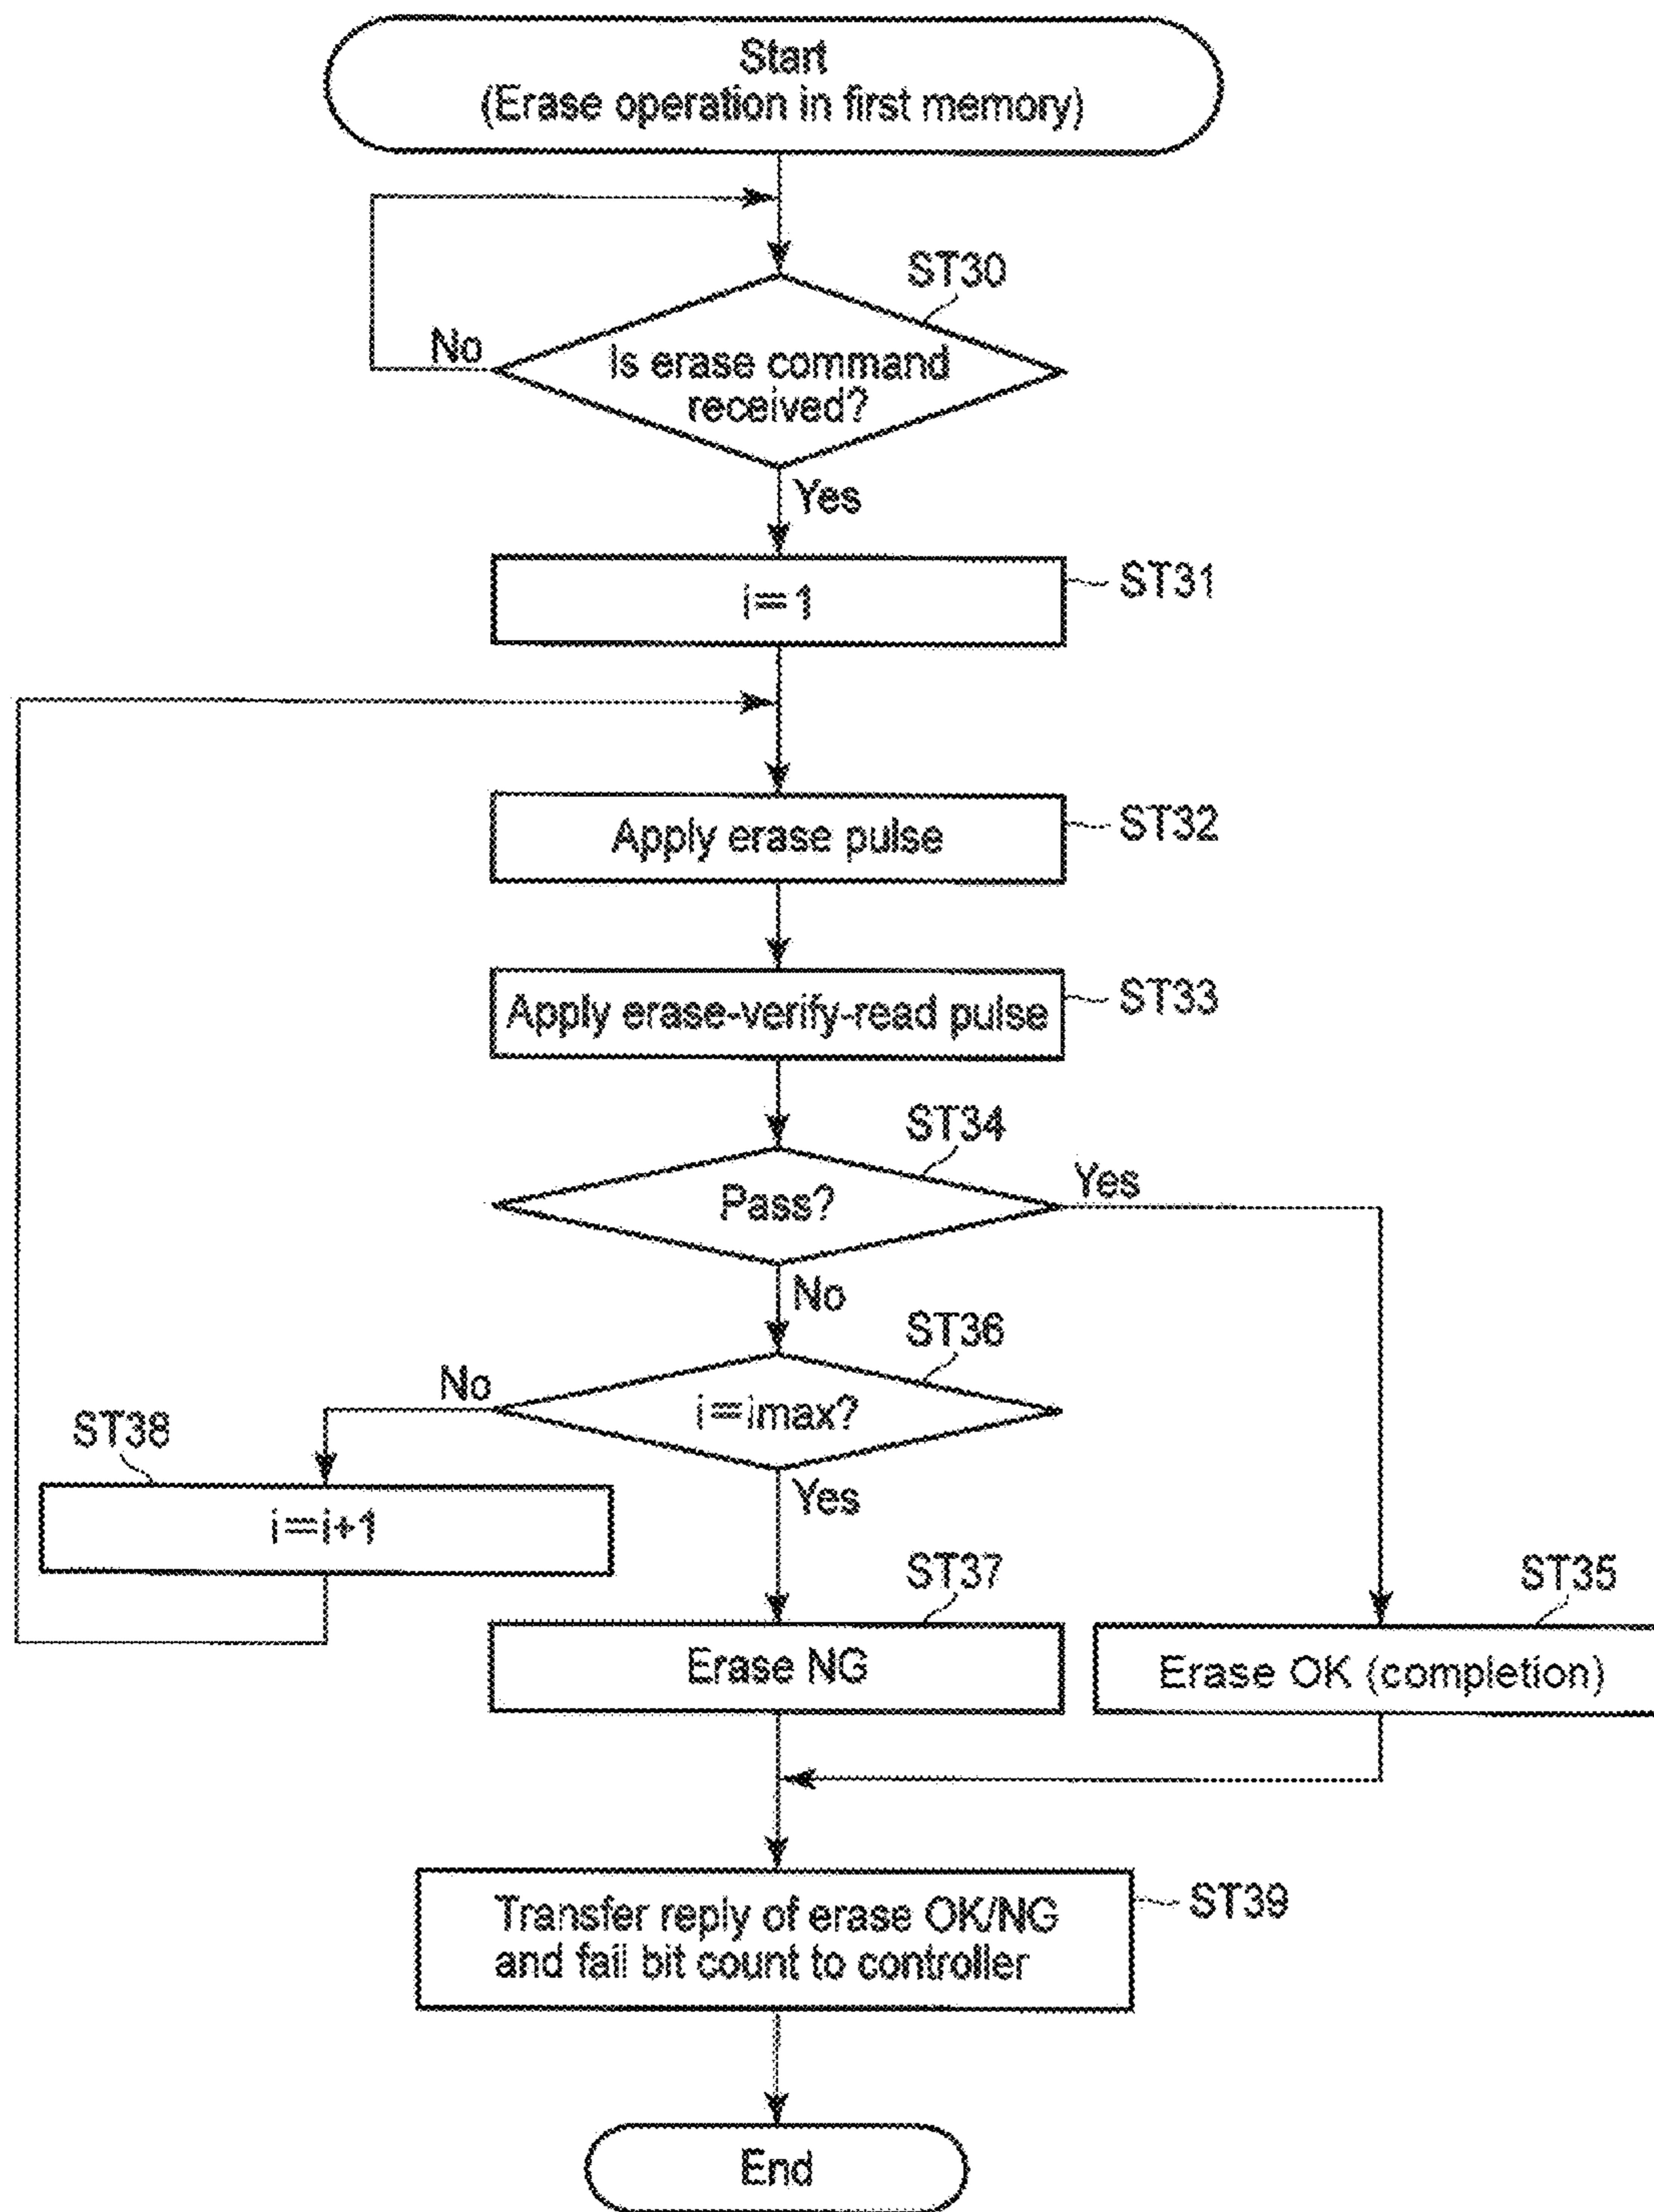 Start
(Erase operation in first memory)
ST30
No
Is erase command
received?
Yes
i=1
ST31
Apply erase pulse
ST32
Apply erase-verify-read pulse
ST33
ST34
Pass?
Yes
No
ST36
No
i=imax?
ST38
Yes
i=i+1
ST37
ST35
Erase NG
Erase OK (completion)
Transfer reply of erase OK/NG
and fail bit count to controller
ST39
End